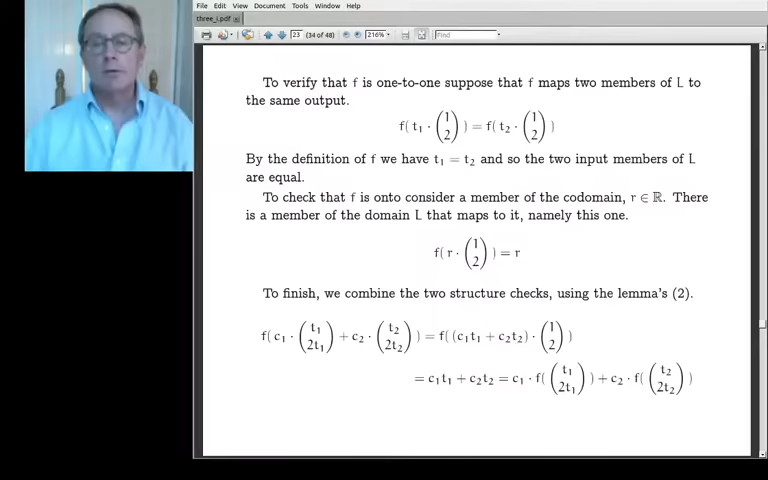 File Edit View Document Tools Window Help
three_i.pdf
23 (34 of 48) 216% Find
To verify that f is one-to-one suppose that f maps two members of L to
the same output.
f( t₁ · (1 2) ) = f( t₂ · (1 2) )
By the definition of f we have t₁ = t₂ and so the two input members of L
are equal.
To check that f is onto consider a member of the codomain, r ∈ ℝ. There
is a member of the domain L that maps to it, namely this one.
f( r · (1 2) ) = r
To finish, we combine the two structure checks, using the lemma's (2).
f( c₁ · (t₁ 2t₁) + c₂ · (t₂ 2t₂) ) = f( (c₁t₁ + c₂t₂) · (1 2) )
= c₁t₁ + c₂t₂ = c₁ · f( (t₁ 2t₁) ) + c₂ · f( (t₂ 2t₂) )